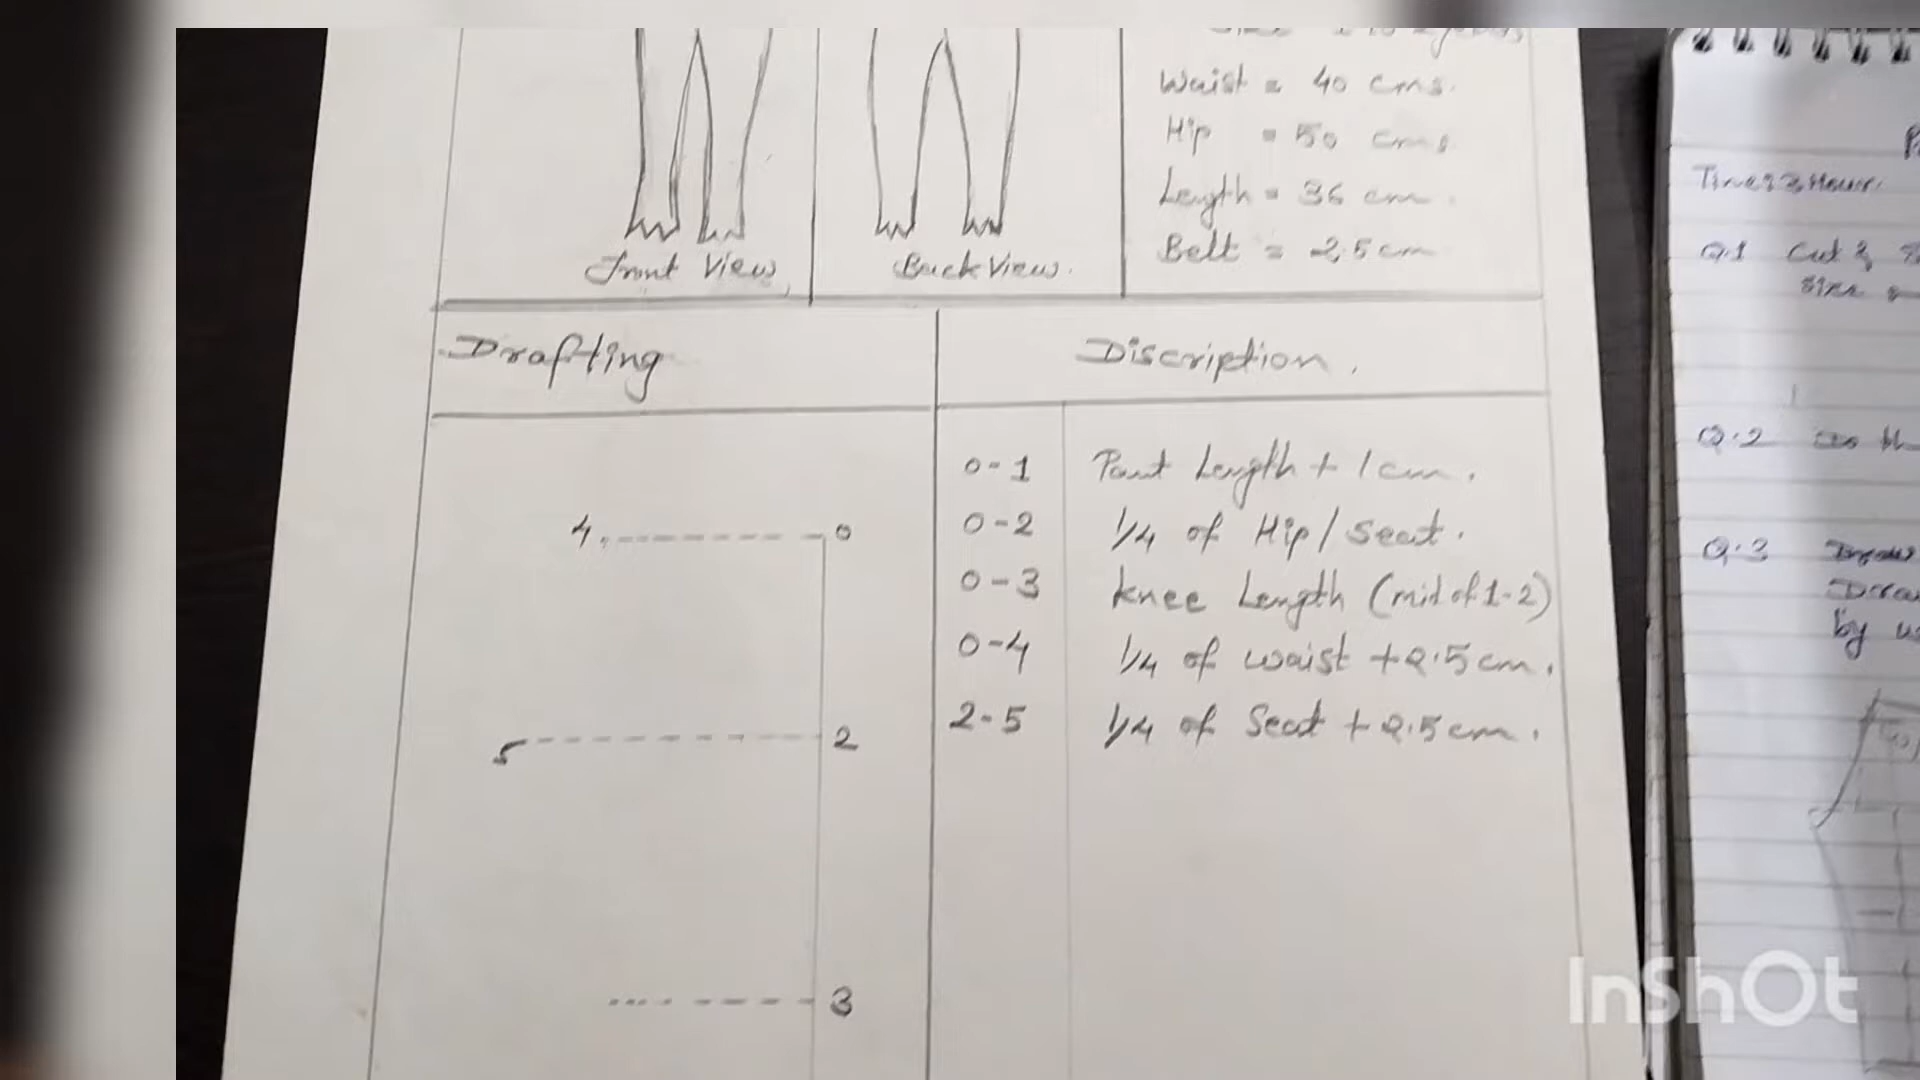 Waist = 40 cms.
Hip = 50 cms
Length = 36 cm.
Belt = 2.5 cm
Front View
Back View.
Drafting
Discription.
0-1 Pant Length + 1 cm.
0-2 1/4 of Hip / Seat.
0-3 Knee Length (mid of 1-2)
0-4 1/4 of waist + 2.5 cm.
2-5 1/4 of Seat + 2.5 cm.
4 0
5 2
3
Q.1 Cut &
Q.2
Q.3 Draw
by
InShOt